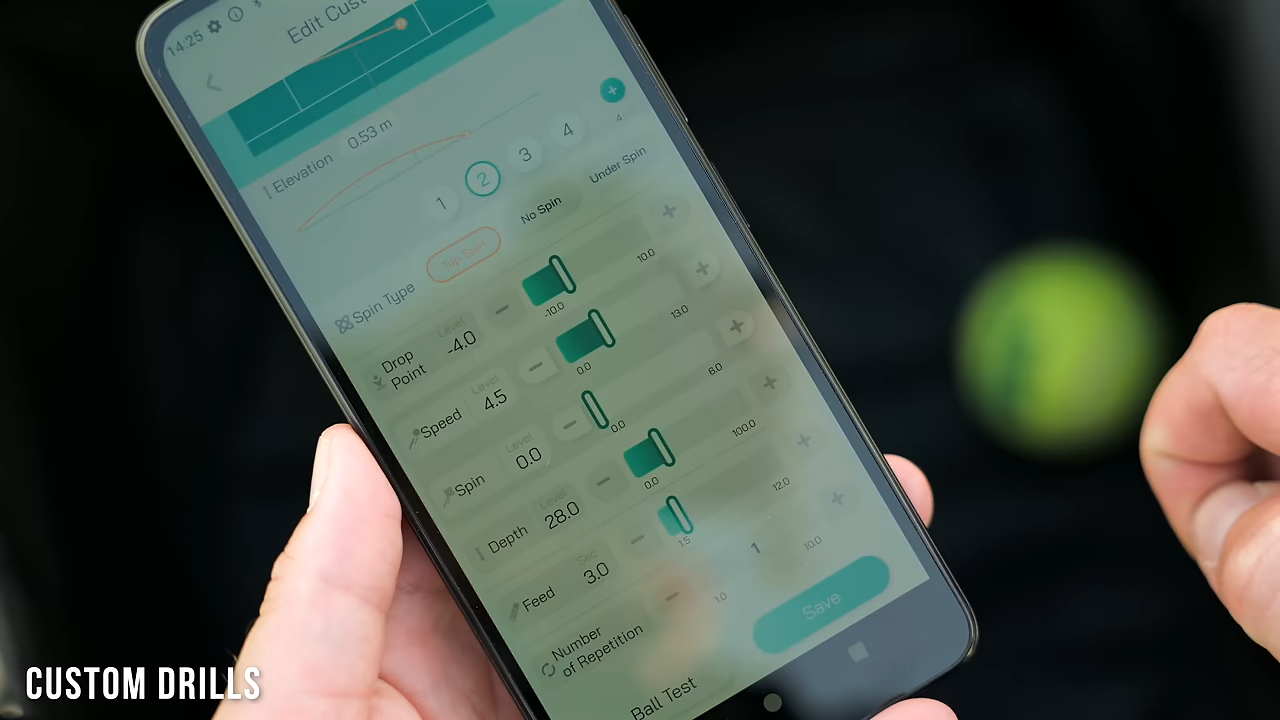 14:25
Edit Cust
Elevation 0.53 m
1 2 3 4 4
Spin Type Top Spin No Spin Under Spin
Drop Point Level -4.0 -10.0 10.0
Speed Level 4.5 0.0 13.0
Spin Level 0.0 0.0 6.0
Depth Level 28.0 0.0 100.0
Feed Sec 3.0 1.5 12.0
Number of Repetition 1.0 1 10.0
Ball Test
Save
CUSTOM DRILLS